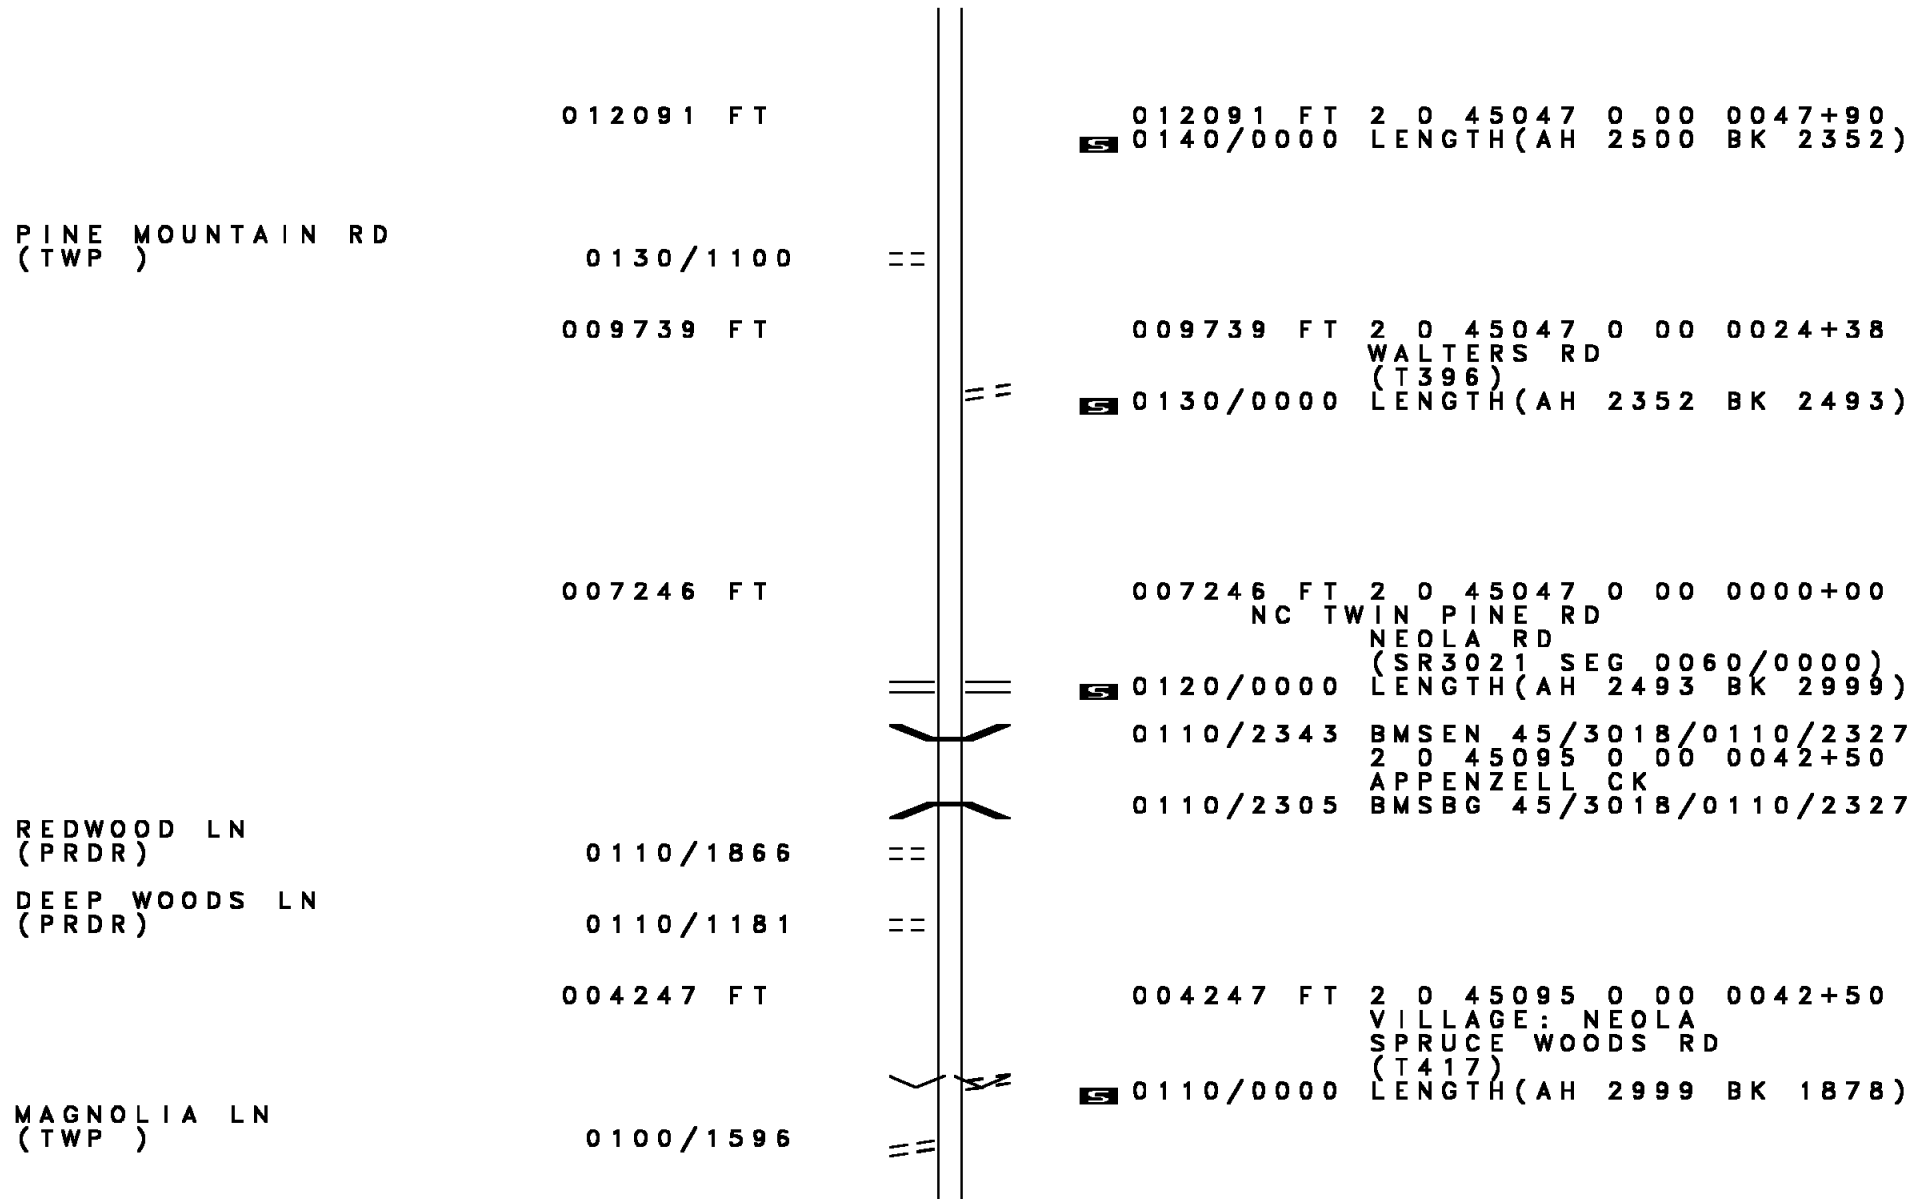 012091 FT 012091 FT 2 0 45047 0 00 0047+90
S 0140/0000 LENGTH(AH 2500 BK 2352)
PINE MOUNTAIN RD
(TWP ) 0130/1100
009739 FT 009739 FT 2 0 45047 0 00 0024+38
WALTERS RD
(T396)
S 0130/0000 LENGTH(AH 2352 BK 2493)
007246 FT 007246 FT 2 0 45047 0 00 0000+00
NC TWIN PINE RD
NEOLA RD
(SR3021 SEG 0060/0000)
S 0120/0000 LENGTH(AH 2493 BK 2999)
0110/2343 BMSEN 45/3018/0110/2327
2 0 45095 0 00 0042+50
APPENZELL CK
0110/2305 BMSBG 45/3018/0110/2327
REDWOOD LN
(PRDR) 0110/1866
DEEP WOODS LN
(PRDR) 0110/1181
004247 FT 004247 FT 2 0 45095 0 00 0042+50
VILLAGE: NEOLA
SPRUCE WOODS RD
(T417)
S 0110/0000 LENGTH(AH 2999 BK 1878)
MAGNOLIA LN
(TWP ) 0100/1596